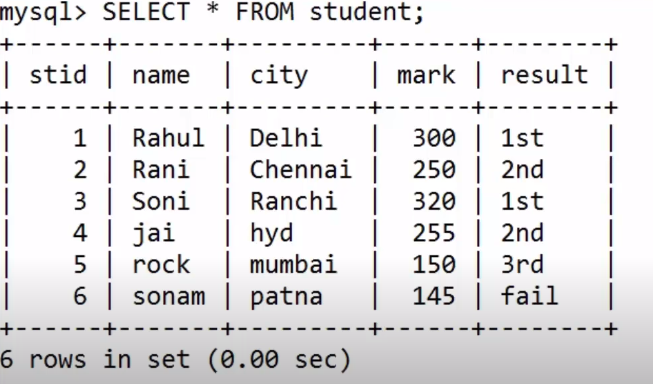 mysql> SELECT * FROM student;
+------+-------+---------+------+--------+
| stid | name  | city    | mark | result |
+------+-------+---------+------+--------+
|    1 | Rahul | Delhi   |  300 | 1st    |
|    2 | Rani  | Chennai |  250 | 2nd    |
|    3 | Soni  | Ranchi  |  320 | 1st    |
|    4 | jai   | hyd     |  255 | 2nd    |
|    5 | rock  | mumbai  |  150 | 3rd    |
|    6 | sonam | patna   |  145 | fail   |
+------+-------+---------+------+--------+
6 rows in set (0.00 sec)